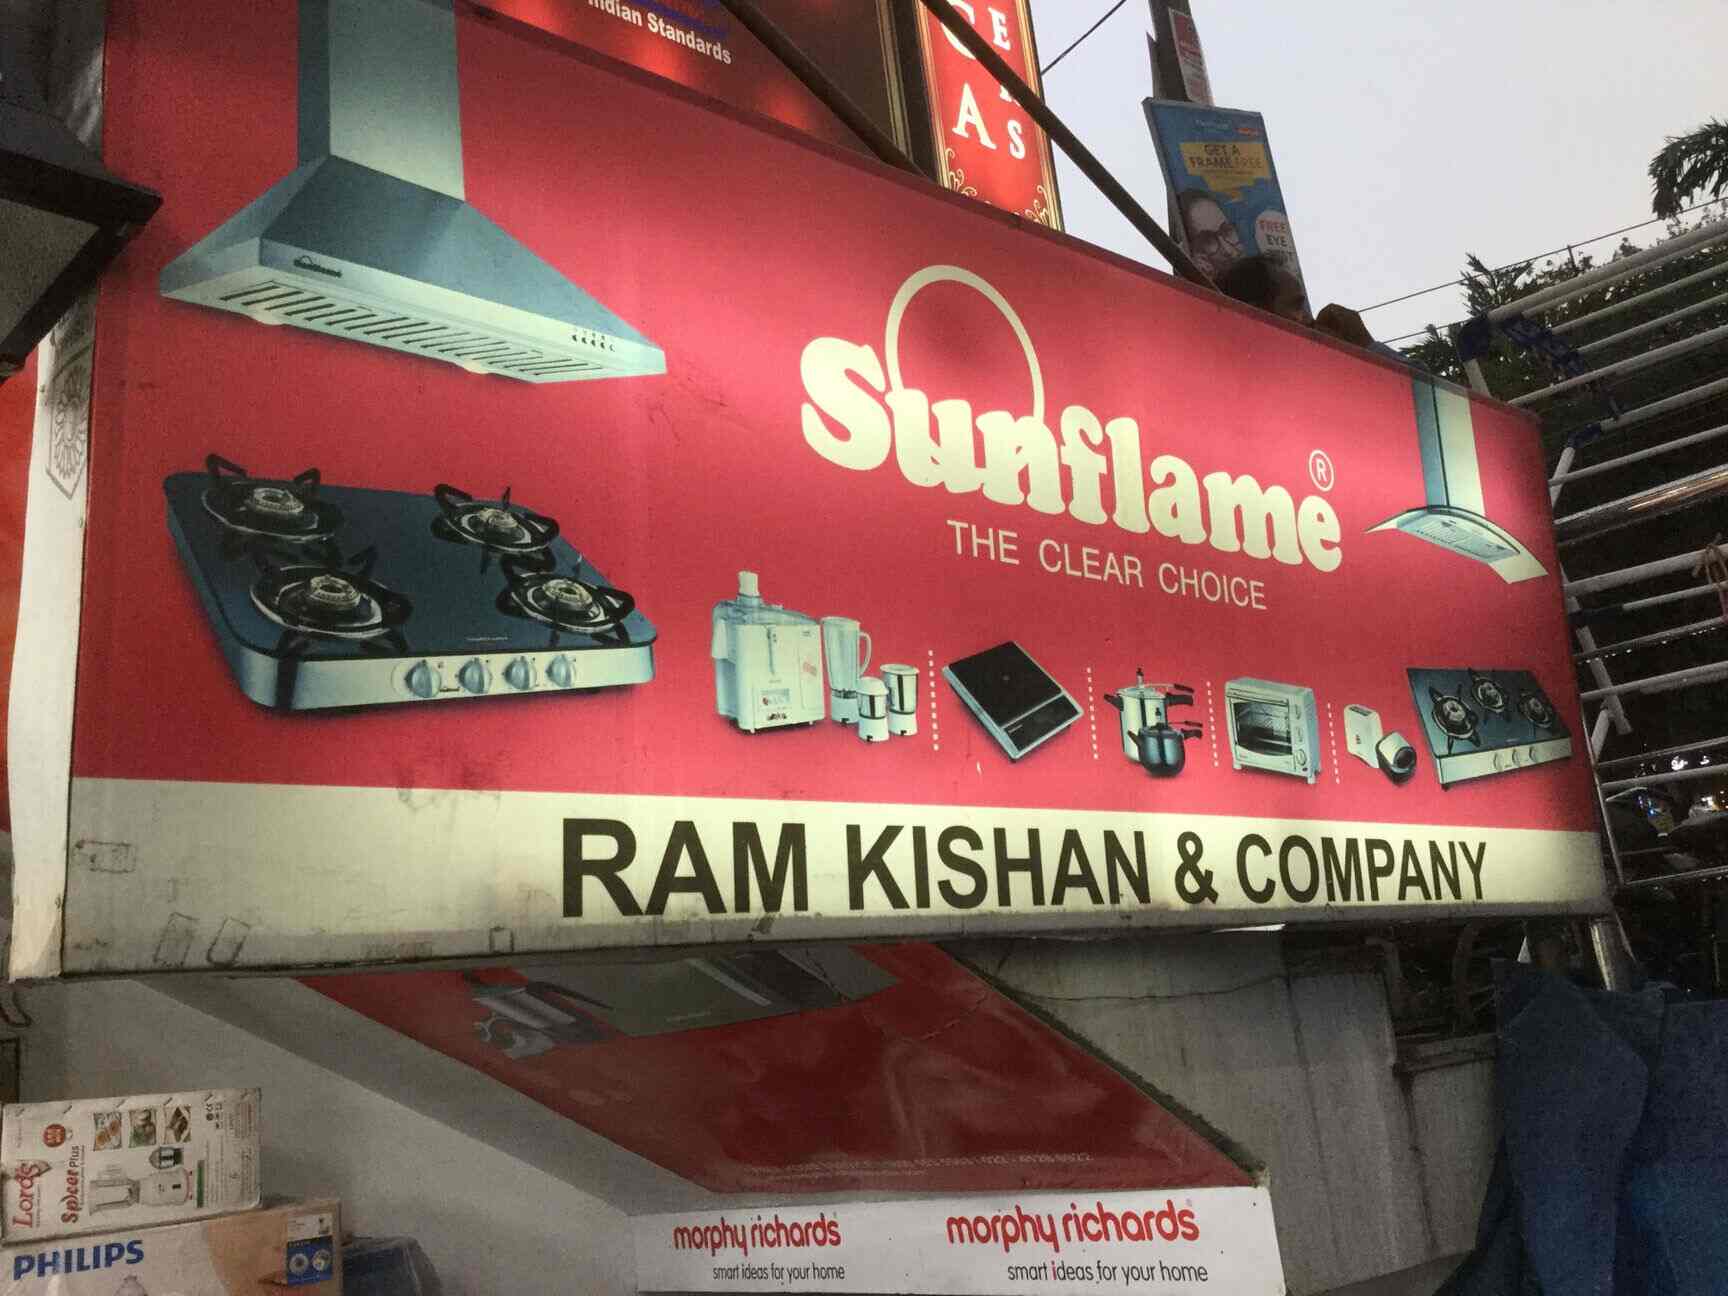 Indian Standards
G
E
A
S
GET A
FRAME FREE
FREE
EYE
Sunflame®
THE CLEAR CHOICE
RAM KISHAN & COMPANY
Lord's
Spicer Plus
PHILIPS
morphy richards
smart ideas for your home
morphy richards
smart ideas for your home